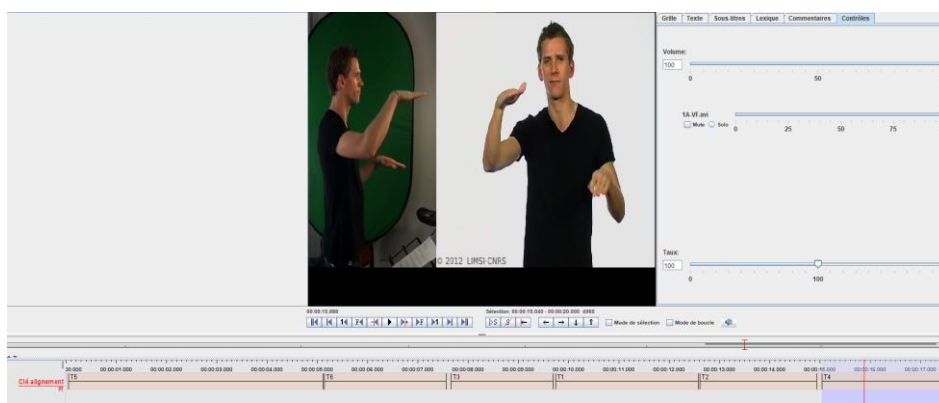 Grille Texte Sous-titres Lexique Commentaires Contrôles
Volume:
100
0 50
1A-VF.avi
Mute Solo 0 25 50 75
© 2012 LIMSI-CNRS
Taux:
100
0 100
Sélection: 00:00:15.040 - 00:00:20.000 4960
Mode de sélection Mode de boucle
00:00:01.000 00:00:02.000 00:00:03.000 00:00:04.000 00:00:05.000 00:00:06.000 00:00:07.000 00:00:08.000 00:00:09.000 00:00:10.000 00:00:11.000 00:00:12.000 00:00:13.000 00:00:14.000 00:00:15.000 00:00:16.000 00:00:17.000
Clé alignement T5 T6 T3 T1 T2 T4